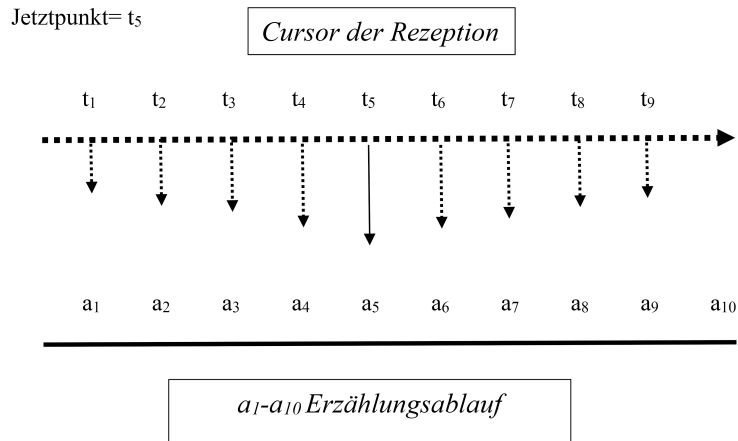 Jetztpunkt= t₅
Cursor der Rezeption
t₁ t₂ t₃ t₄ t₅ t₆ t₇ t₈ t₉
a₁ a₂ a₃ a₄ a₅ a₆ a₇ a₈ a₉ a₁₀
a₁-a₁₀ Erzählungsablauf